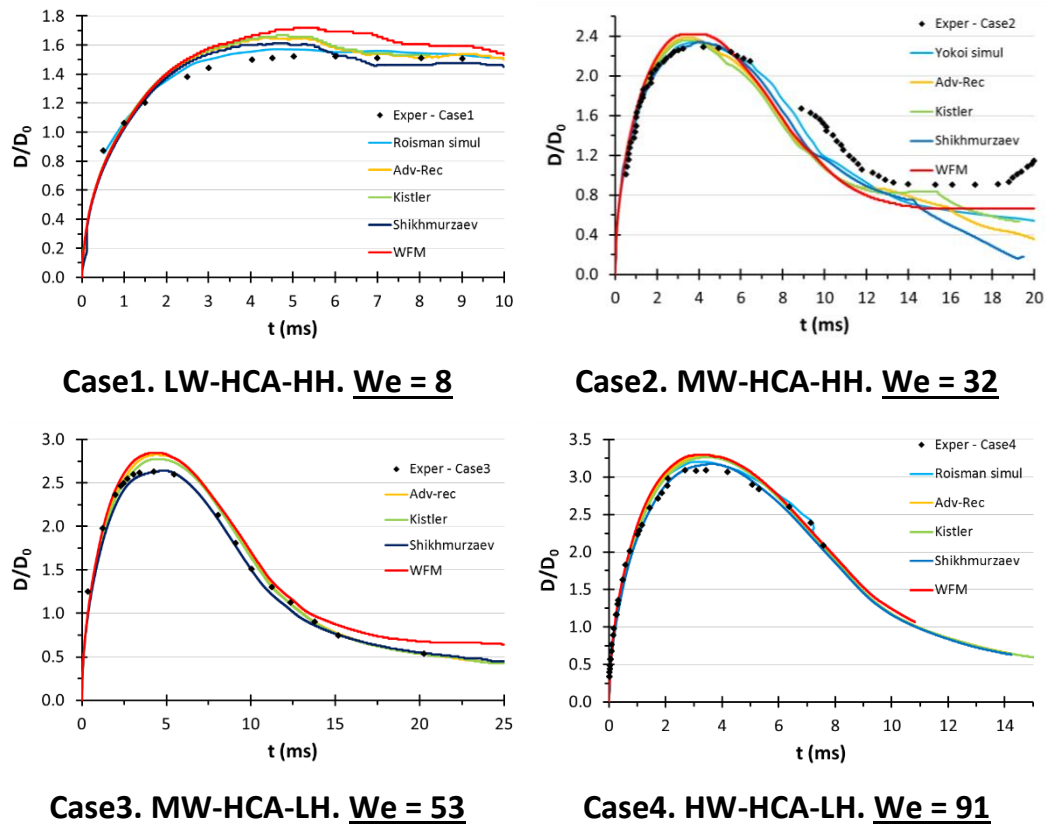 1.8
1.6
1.4
1.2
1.0
0.8
0.6
0.4
0.2
0.0
D/D0
Exper - Case1
Roisman simul
Adv-Rec
Kistler
Shikhmurzaev
WFM
0 1 2 3 4 5 6 7 8 9 10
t (ms)
Case1. LW-HCA-HH. We = 8
2.8
2.4
2.0
1.6
1.2
0.8
0.4
0.0
D/D0
Exper - Case2
Yokoi simul
Adv-Rec
Kistler
Shikhmurzaev
WFM
0 2 4 6 8 10 12 14 16 18 20
t (ms)
Case2. MW-HCA-HH. We = 32
3.0
2.5
2.0
1.5
1.0
0.5
0.0
D/D0
Exper - Case3
Adv-rec
Kistler
Shikhmurzaev
WFM
0 5 10 15 20 25
t (ms)
Case3. MW-HCA-LH. We = 53
3.5
3.0
2.5
2.0
1.5
1.0
0.5
0.0
D/D0
Exper - Case4
Roisman simul
Adv-Rec
Kistler
Shikhmurzaev
WFM
0 2 4 6 8 10 12 14
t (ms)
Case4. HW-HCA-LH. We = 91